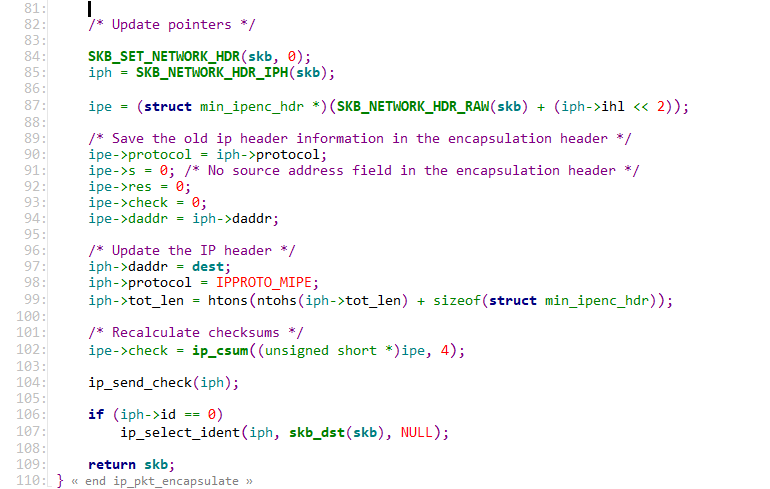 81:
82:     /* Update pointers */
83:
84:     SKB_SET_NETWORK_HDR(skb, 0);
85:     iph = SKB_NETWORK_HDR_IPH(skb);
86:
87:     ipe = (struct min_ipenc_hdr *)(SKB_NETWORK_HDR_RAW(skb) + (iph->ihl << 2));
88:
89:     /* Save the old ip header information in the encapsulation header */
90:     ipe->protocol = iph->protocol;
91:     ipe->s = 0; /* No source address field in the encapsulation header */
92:     ipe->res = 0;
93:     ipe->check = 0;
94:     ipe->daddr = iph->daddr;
95:
96:     /* Update the IP header */
97:     iph->daddr = dest;
98:     iph->protocol = IPPROTO_MIPE;
99:     iph->tot_len = htons(ntohs(iph->tot_len) + sizeof(struct min_ipenc_hdr));
100:
101:     /* Recalculate checksums */
102:     ipe->check = ip_csum((unsigned short *)ipe, 4);
103:
104:     ip_send_check(iph);
105:
106:     if (iph->id == 0)
107:         ip_select_ident(iph, skb_dst(skb), NULL);
108:
109:     return skb;
110: } « end ip_pkt_encapsulate »